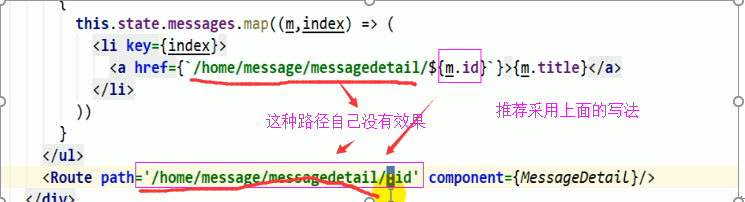 {
this.state.messages.map((m,index) => (
<li key={index}>
<a href={`/home/message/messagedetail/${m.id}`}>{m.title}</a>
</li>
))
这种路径自己没有效果
推荐采用上面的写法
}
</ul>
<Route path='/home/message/messagedetail/:id' component={MessageDetail}/>
</div>